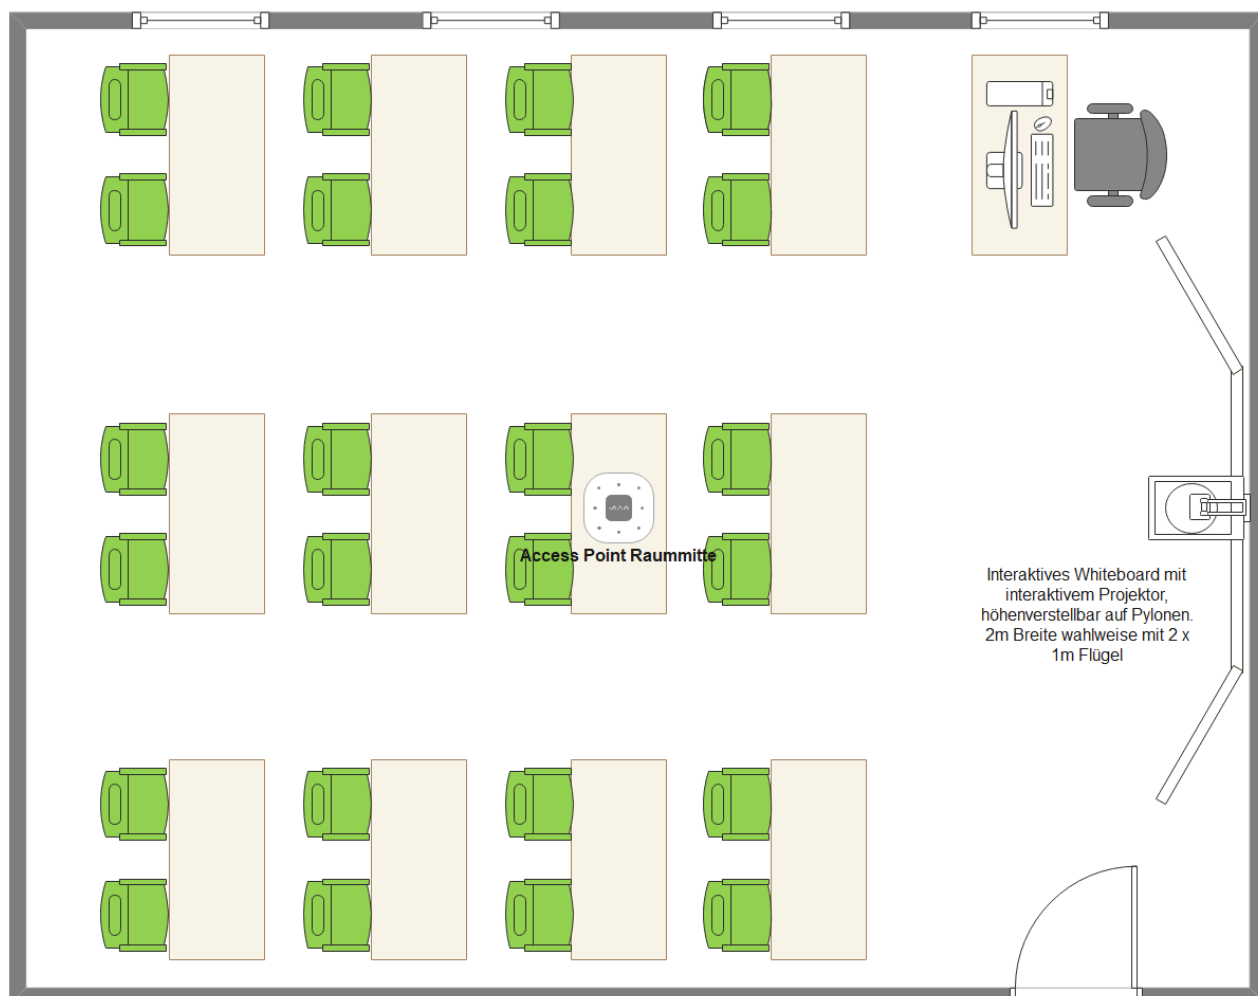 Access Point Raummitte
Interaktives Whiteboard mit
interaktivem Projektor,
höhenverstellbar auf Pylonen.
2m Breite wahlweise mit 2 x
1m Flügel